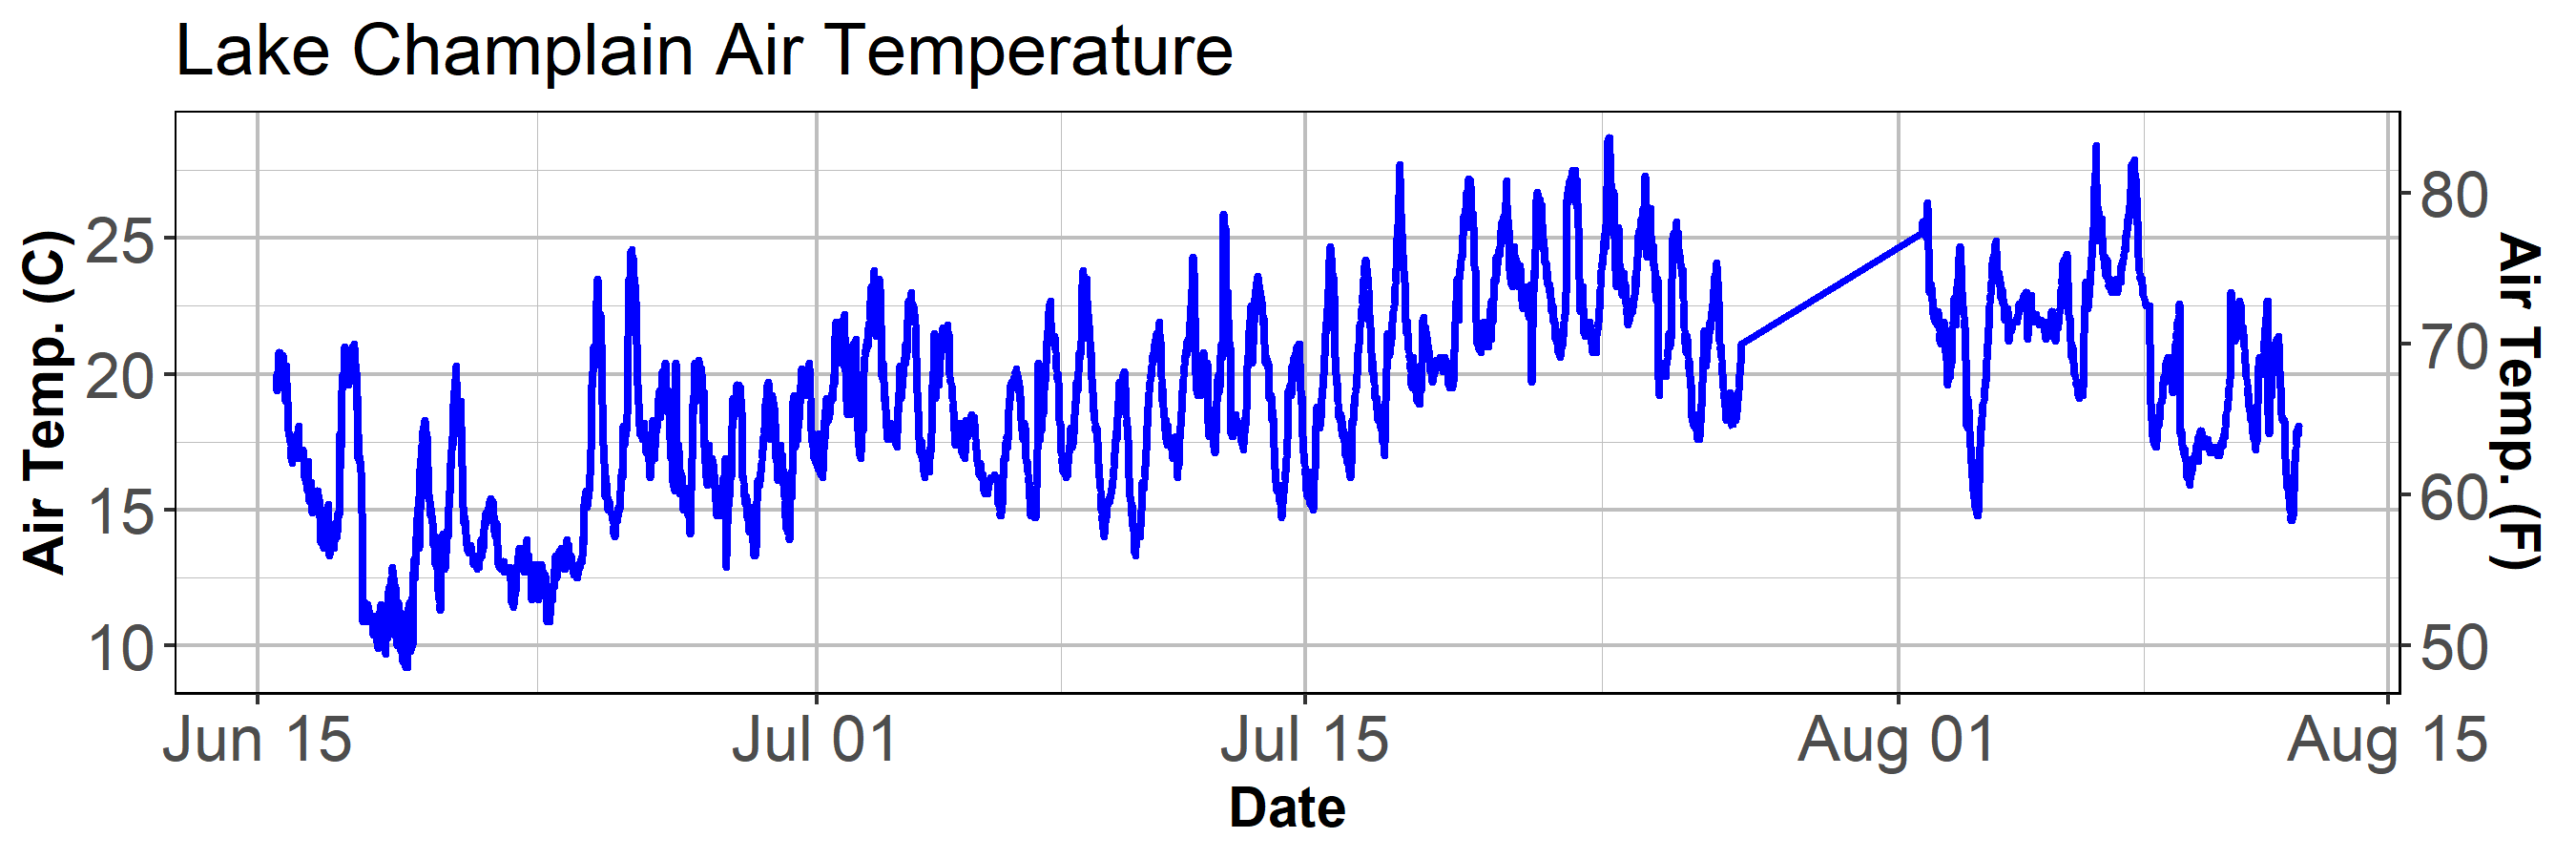 Lake Champlain Air Temperature
Air Temp. (C)
25
20
15
10
80
70
60
50
Air Temp. (F)
Jun 15
Jul 01
Jul 15
Aug 01
Aug 15
Date